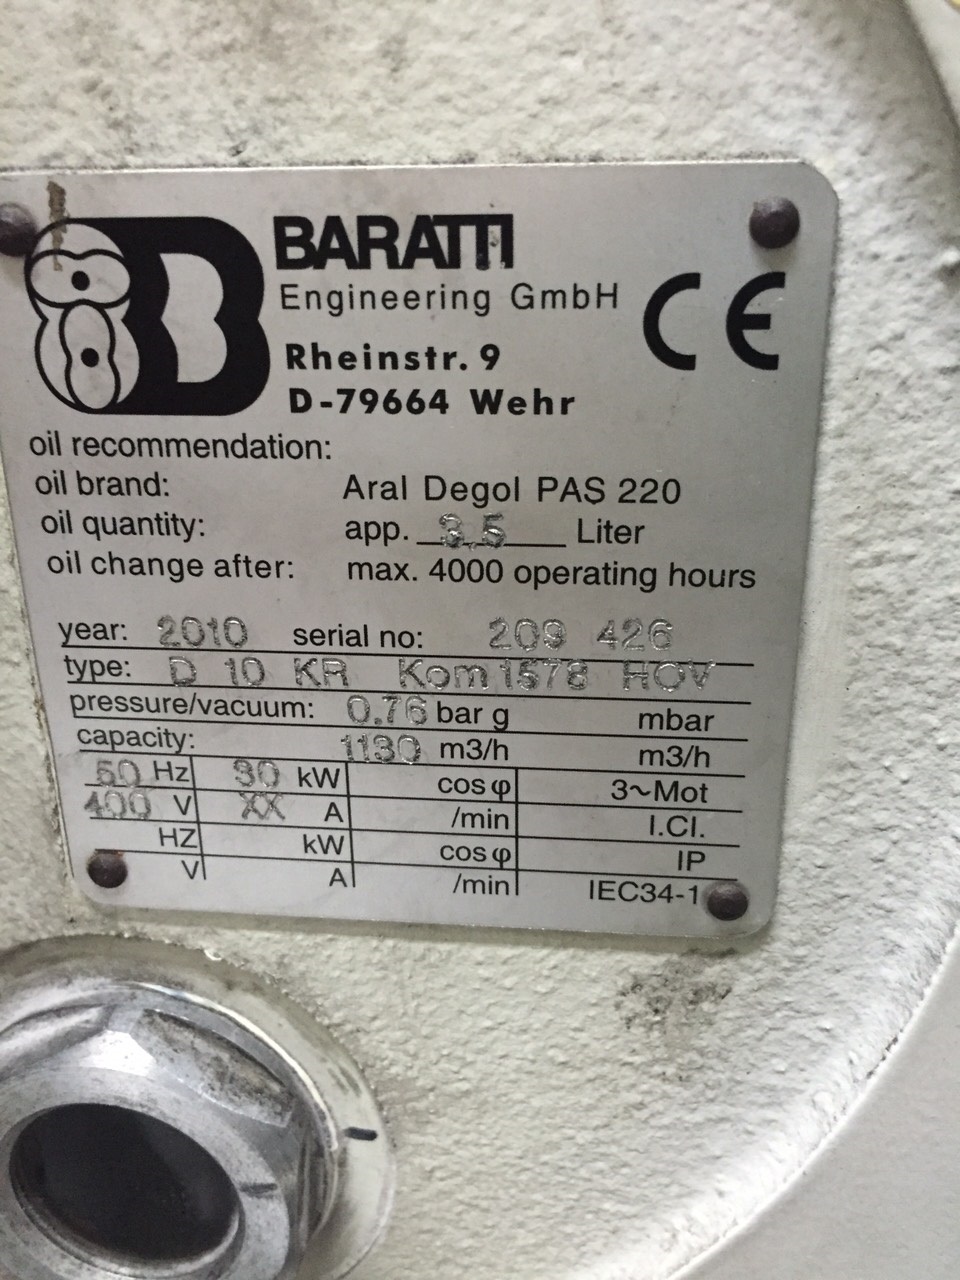 BARATTI
Engineering GmbH
CE
Rheinstr. 9
D-79664 Wehr
oil recommendation:
oil brand: Aral Degol PAS 220
oil quantity: app. 3,5 Liter
oil change after: max. 4000 operating hours
year: 2010 serial no: 209 426
type: D 10 KR Kom 1578 HOV
pressure/vacuum: 0.76 bar g mbar
capacity: 1130 m3/h m3/h
50 Hz 30 kW cos φ 3~Mot
400 V XX A /min I.Cl.
HZ kW cos φ IP
V A /min IEC34-1